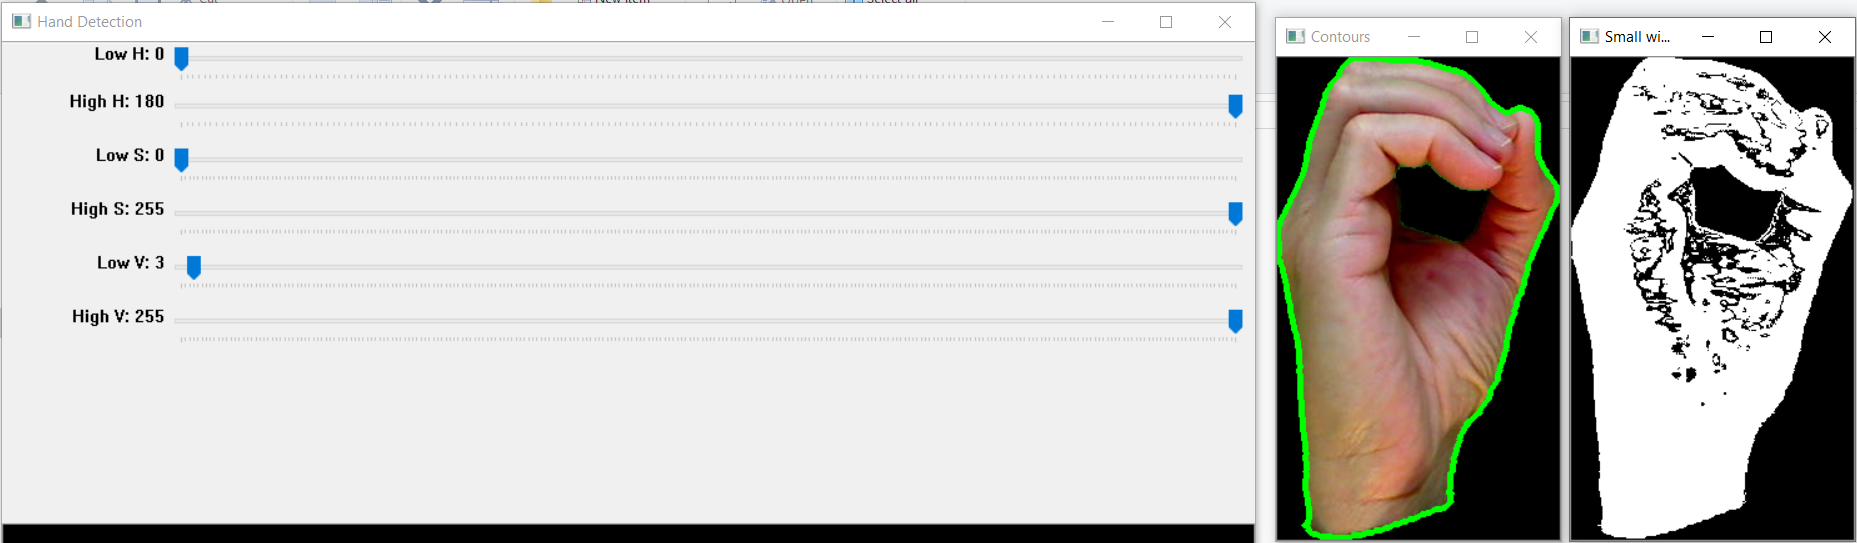 Hand Detection
Low H: 0
High H: 180
Low S: 0
High S: 255
Low V: 3
High V: 255
Contours
Small wi...